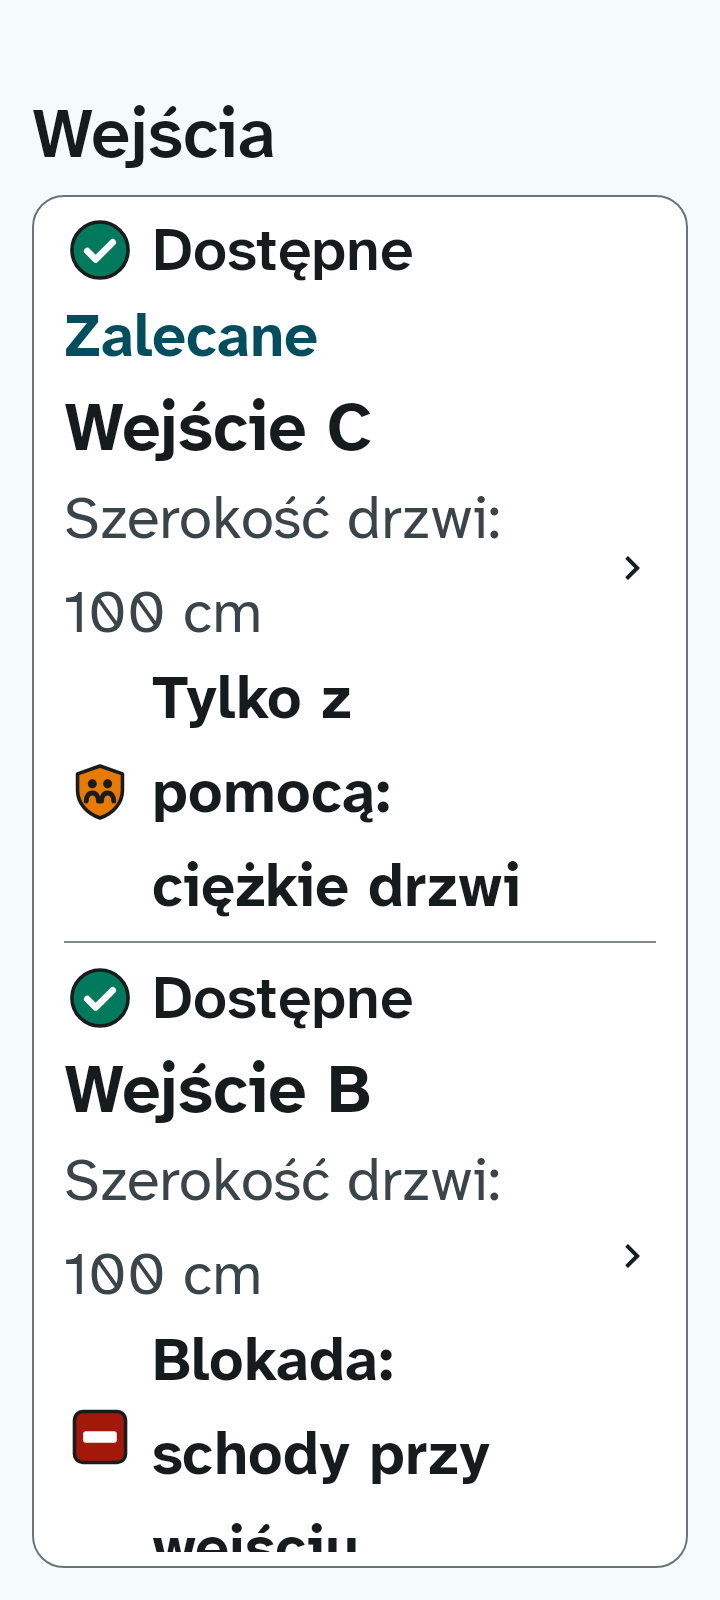 Wejścia
Dostępne
Zalecane
Wejście C
Szerokość drzwi:
100 cm
Tylko z
pomocą:
ciężkie drzwi
Dostępne
Wejście B
Szerokość drzwi:
100 cm
Blokada:
schody przy
wejściu